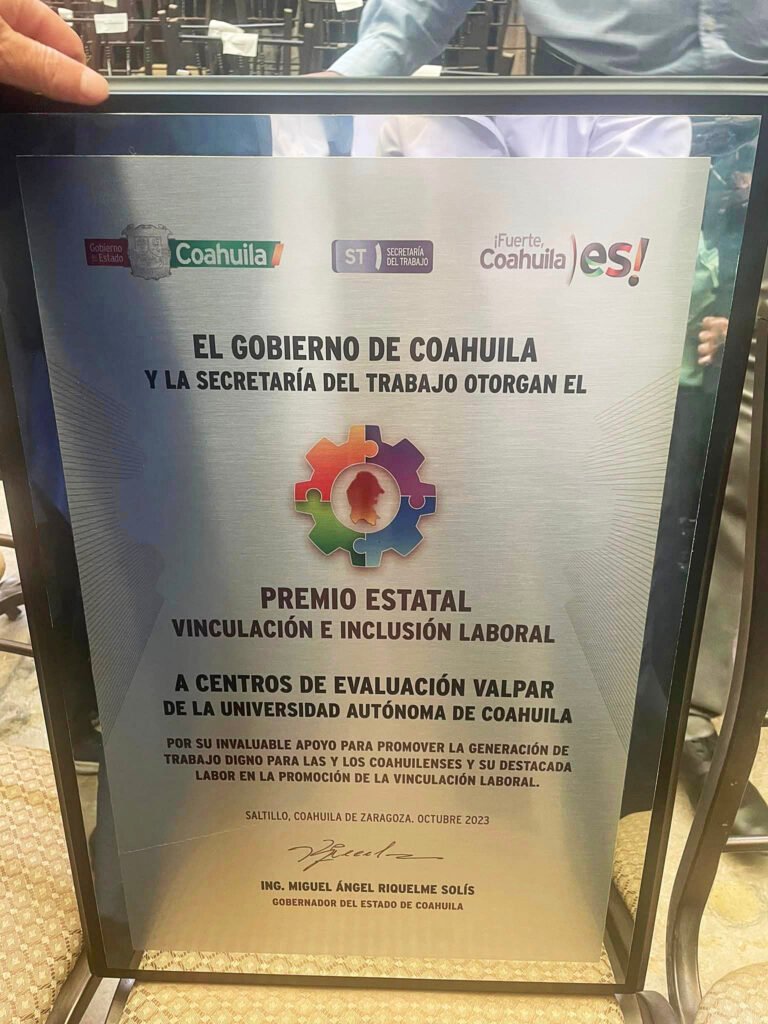 Gobierno de Estado Coahuila
ST SECRETARÍA DEL TRABAJO
¡Fuerte, Coahuila es!
EL GOBIERNO DE COAHUILA
Y LA SECRETARÍA DEL TRABAJO OTORGAN EL
PREMIO ESTATAL
VINCULACIÓN E INCLUSIÓN LABORAL
A CENTROS DE EVALUACIÓN VALPAR
DE LA UNIVERSIDAD AUTÓNOMA DE COAHUILA
POR SU INVALUABLE APOYO PARA PROMOVER LA GENERACIÓN DE
TRABAJO DIGNO PARA LAS Y LOS COAHUILENSES Y SU DESTACADA
LABOR EN LA PROMOCIÓN DE LA VINCULACIÓN LABORAL.
SALTILLO, COAHUILA DE ZARAGOZA. OCTUBRE 2023
ING. MIGUEL ÁNGEL RIQUELME SOLÍS
GOBERNADOR DEL ESTADO DE COAHUILA